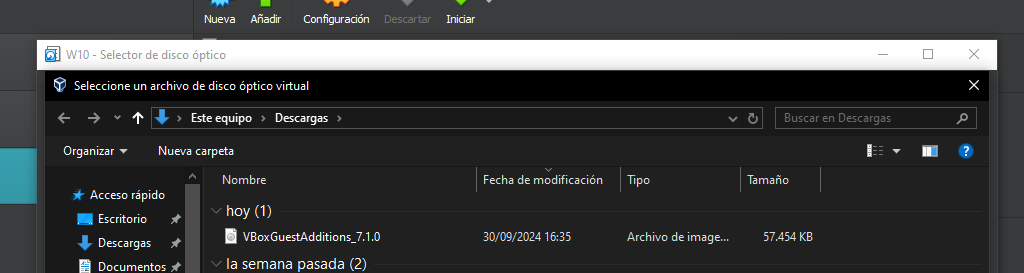 Nueva Añadir Configuración Descartar Iniciar
W10 - Selector de disco óptico
Seleccione un archivo de disco óptico virtual
Este equipo Descargas
Buscar en Descargas
Organizar Nueva carpeta
Nombre Fecha de modificación Tipo Tamaño
Acceso rápido
hoy (1)
Escritorio
VBoxGuestAdditions_7.1.0 30/09/2024 16:35 Archivo de image... 57.454 KB
Descargas
la semana pasada (2)
Documentos